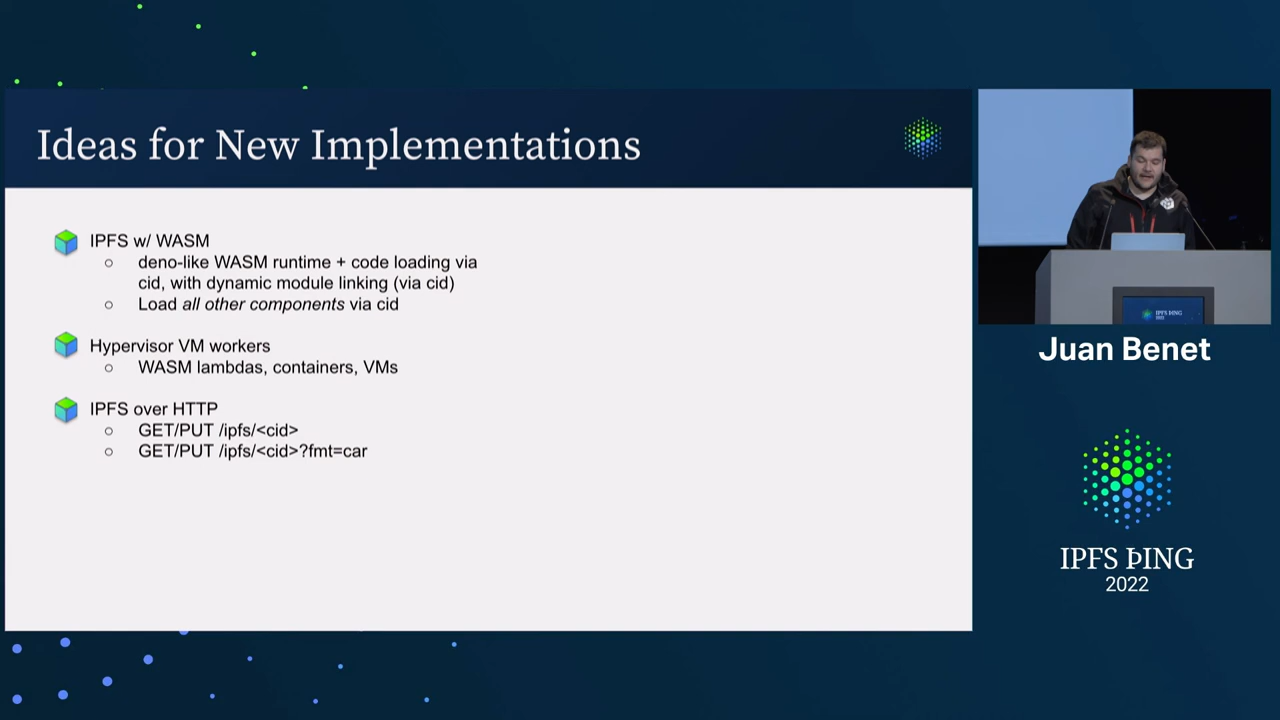 Ideas for New Implementations
IPFS w/ WASM
○ deno-like WASM runtime + code loading via
cid, with dynamic module linking (via cid)
○ Load all other components via cid
Hypervisor VM workers
○ WASM lambdas, containers, VMs
IPFS over HTTP
○ GET/PUT /ipfs/<cid>
○ GET/PUT /ipfs/<cid>?fmt=car
IPFS ÞING
Juan Benet
IPFS ÞING
2022